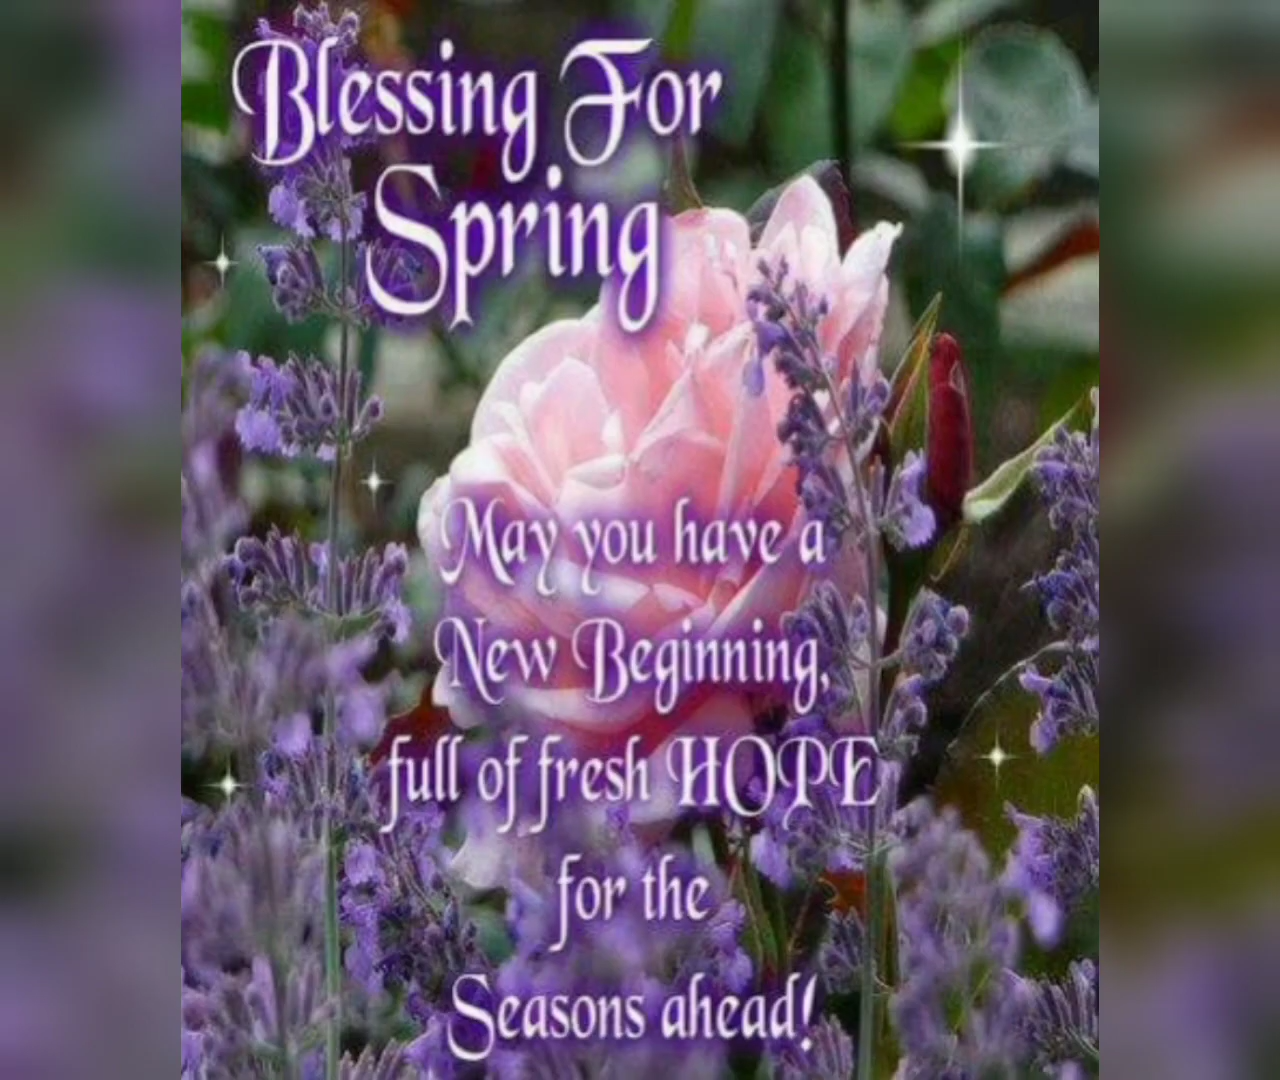 Blessing For
Spring
May you have a
New Beginning,
full of fresh HOPE
for the
Seasons ahead!